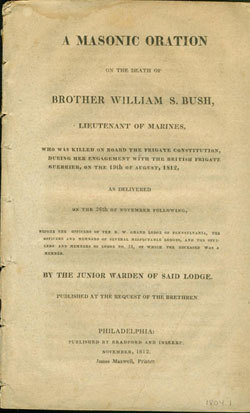 A MASONIC ORATION
ON THE DEATH OF
BROTHER WILLIAM S. BUSH,
LIEUTENANT OF MARINES,
WHO WAS KILLED ON BOARD THE FRIGATE CONSTITUTION,
DURING HER ENGAGEMENT WITH THE BRITISH FRIGATE
GUERRIER, ON THE 19th OF AUGUST, 1812,
AS DELIVERED
ON THE 26th OF NOVEMBER FOLLOWING,
BEFORE THE OFFICERS OF THE R. W. GRAND LODGE OF PENNSYLVANIA, THE
OFFICERS AND MEMBERS OF SEVERAL RESPECTABLE LODGES, AND THE OFFI-
CERS AND MEMBERS OF LODGE NO. OF WHICH THE DECEASED WAS A
MEMBER.
BY THE JUNIOR WARDEN OF SAID LODGE.
PUBLISHED AT THE REQUEST OF THE BRETHREN.
PHILADELPHIA:
PUBLISHED BY BRADFORD AND INSKEEP.
NOVEMBER, 1812.
James Maxwell, Printer.
1804.1